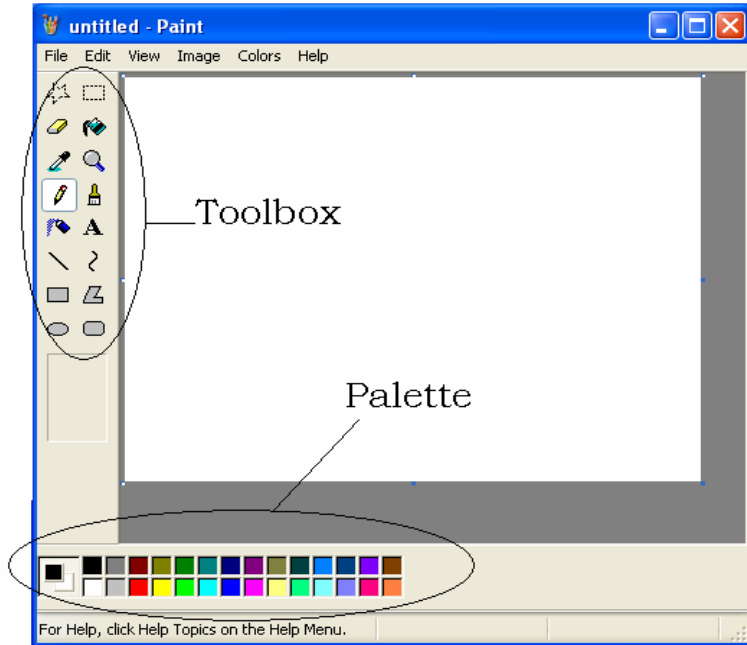 untitled - Paint
File Edit View Image Colors Help
A
Toolbox
Palette
For Help, click Help Topics on the Help Menu.